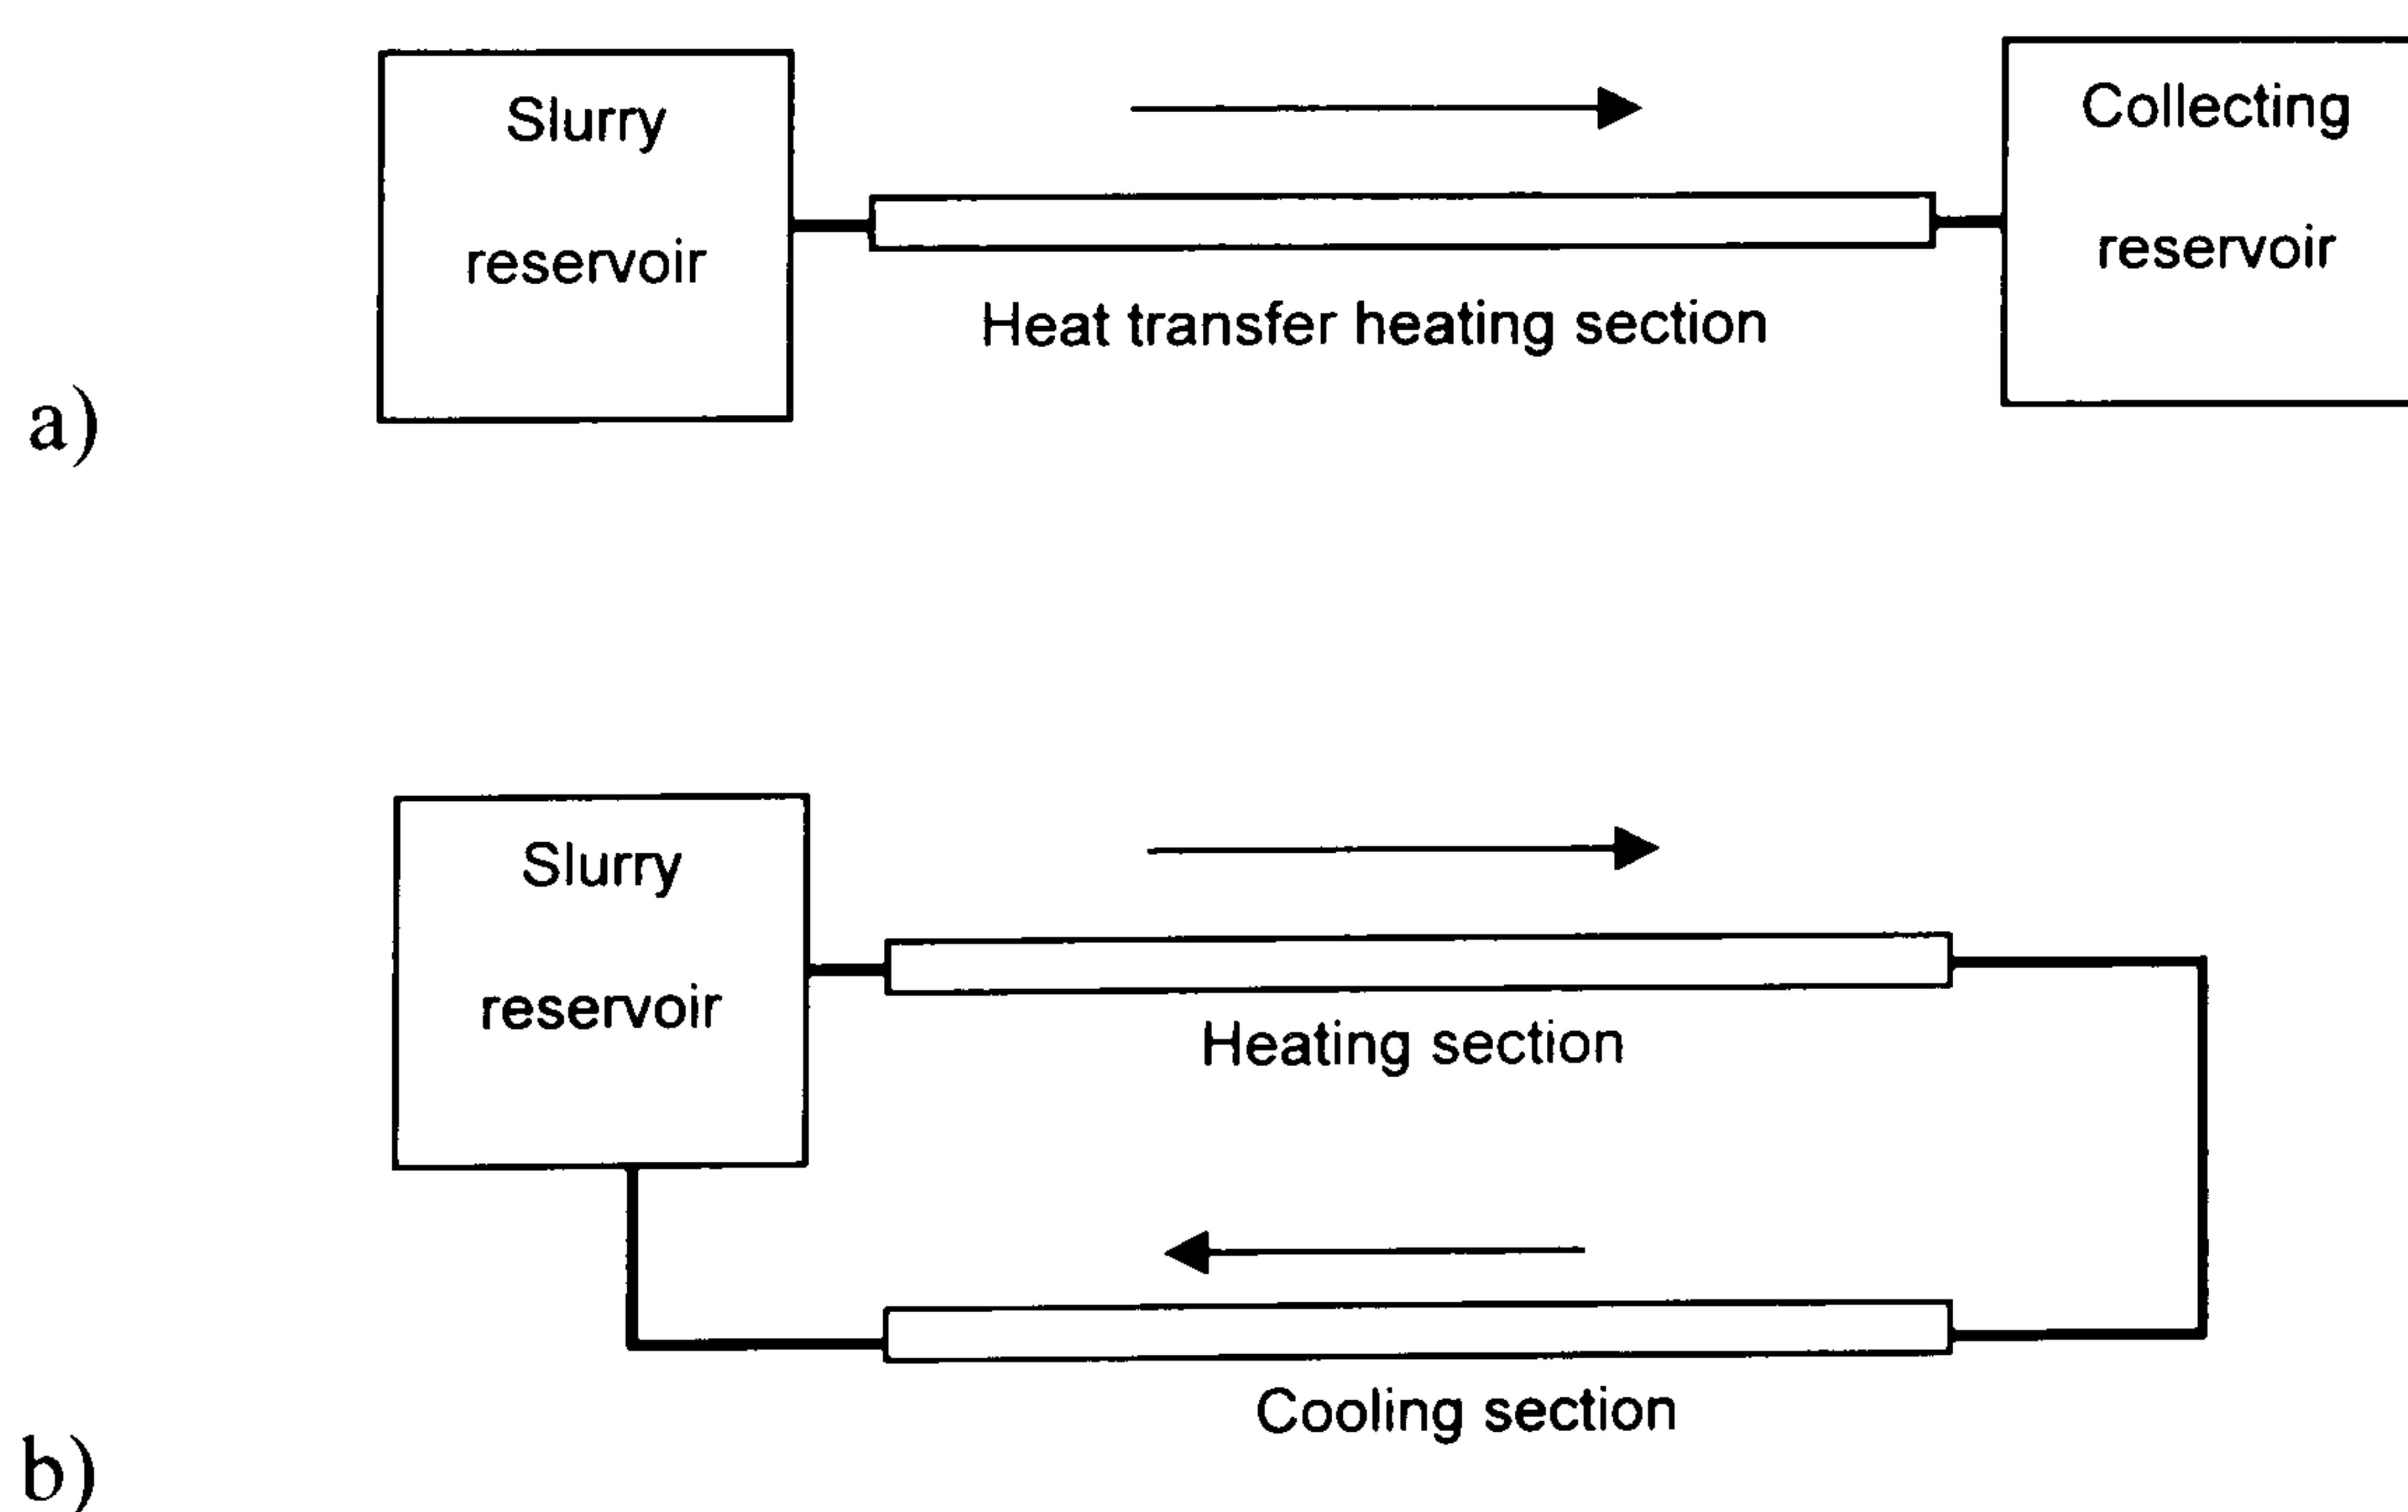 Slurry
reservoir
Collecting
reservoir
Heat transfer heating section
a)
Slurry
reservoir
Heating section
Cooling section
b)